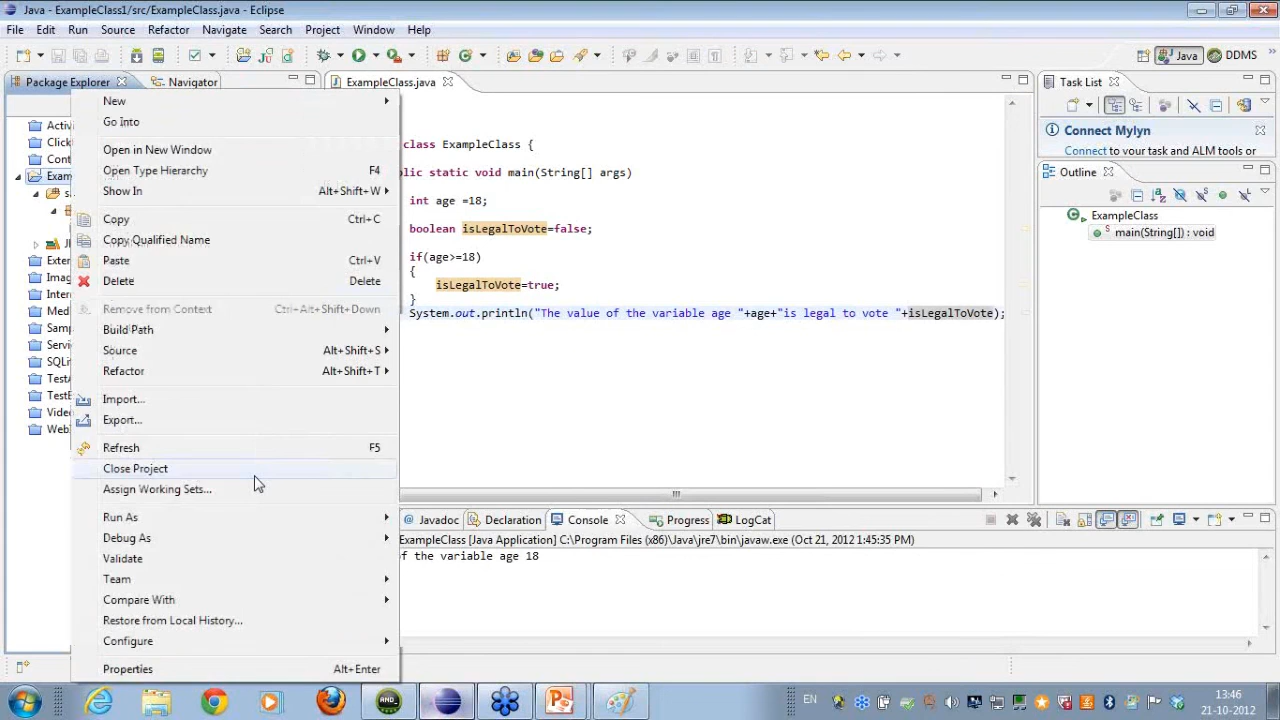 Java - ExampleClass1/src/ExampleClass.java - Eclipse
File Edit Run Source Refactor Navigate Search Project Window Help
Java DDMS
Package Explorer Navigator
ExampleClass.java
Task List
Connect Mylyn
Connect to your task and ALM tools or
Outline
ExampleClass
main(String[]) : void
New
Go Into
Open in New Window
Open Type Hierarchy F4
Show In Alt+Shift+W
Copy Ctrl+C
Copy Qualified Name
Paste Ctrl+V
Delete Delete
Remove from Context Ctrl+Alt+Shift+Down
Build Path
Source Alt+Shift+S
Refactor Alt+Shift+T
Import...
Export...
Refresh F5
Close Project
Assign Working Sets...
Run As
Debug As
Validate
Team
Compare With
Restore from Local History...
Configure
Properties Alt+Enter
class ExampleClass {
static void main(String[] args)
int age =18;
boolean isLegalToVote=false;
if(age>=18)
{
isLegalToVote=true;
}
System.out.println("The value of the variable age "+age+"is legal to vote "+isLegalToVote);
Javadoc Declaration Console Progress LogCat
ExampleClass [Java Application] C:\Program Files (x86)\Java\jre7\bin\javaw.exe (Oct 21, 2012 1:45:35 PM)
of the variable age 18
EN
13:46
21-10-2012